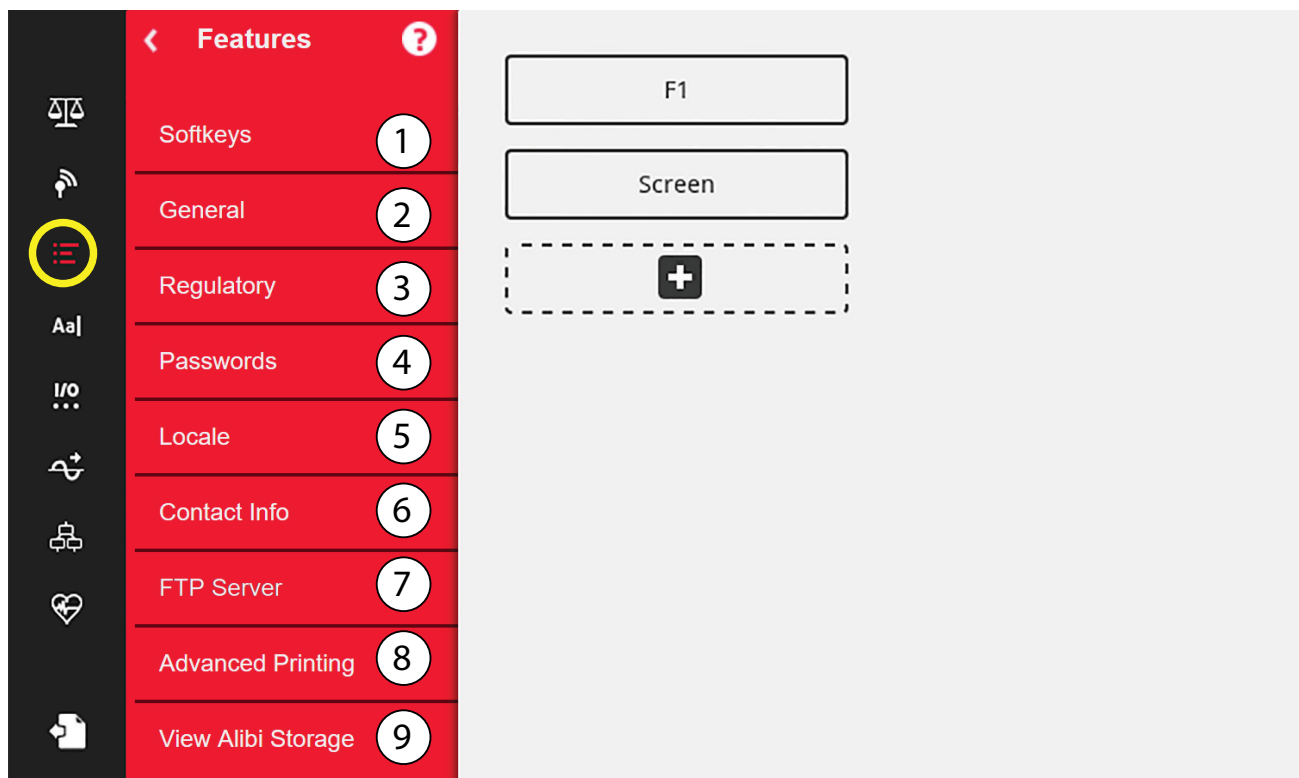 Features ?
Softkeys 1
General 2
Regulatory 3
Passwords 4
Locale 5
Contact Info 6
FTP Server 7
Advanced Printing 8
View Alibi Storage 9
Aa
I/O
F1
Screen